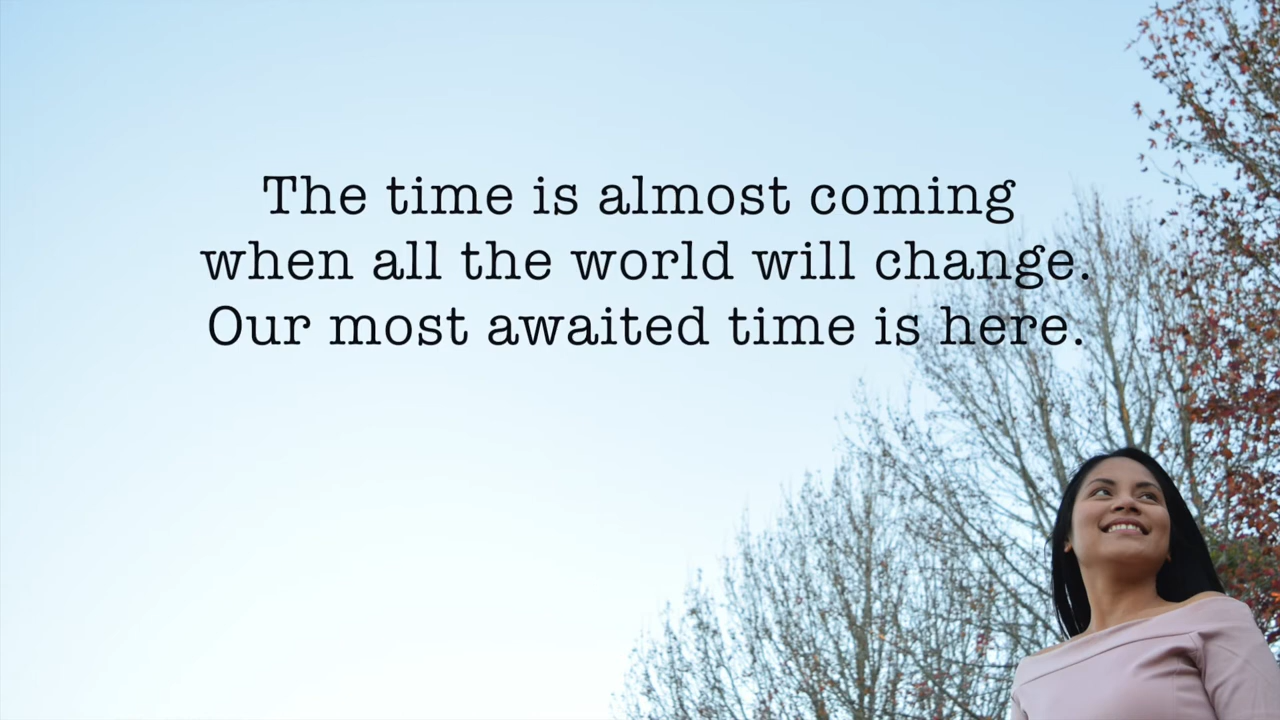 The time is almost coming
when all the world will change.
Our most awaited time is here.